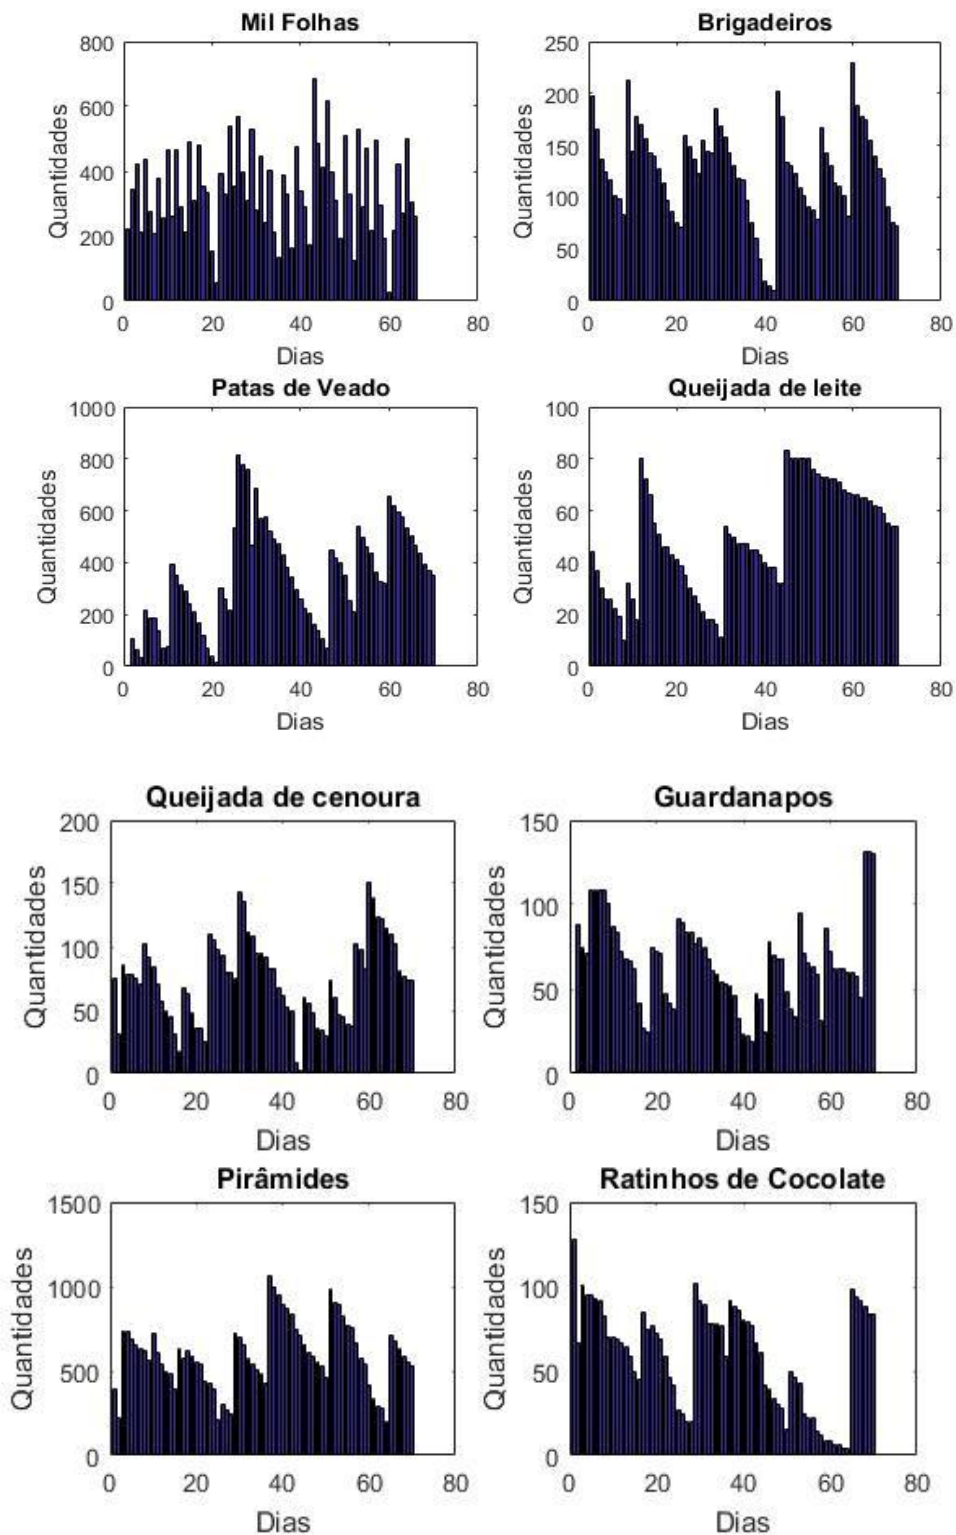 Mil Folhas
Quantidades
800
600
400
200
0
0 20 40 60 80
Dias
Brigadeiros
Quantidades
250
200
150
100
50
0
0 20 40 60 80
Dias
Patas de Veado
Quantidades
1000
800
600
400
200
0
0 20 40 60 80
Dias
Queijada de leite
Quantidades
100
80
60
40
20
0
0 20 40 60 80
Dias
Queijada de cenoura
Quantidades
200
150
100
50
0
0 20 40 60 80
Dias
Guardanapos
Quantidades
150
100
50
0
0 20 40 60 80
Dias
Pirâmides
Quantidades
1500
1000
500
0
0 20 40 60 80
Dias
Ratinhos de Cocolate
Quantidades
150
100
50
0
0 20 40 60 80
Dias